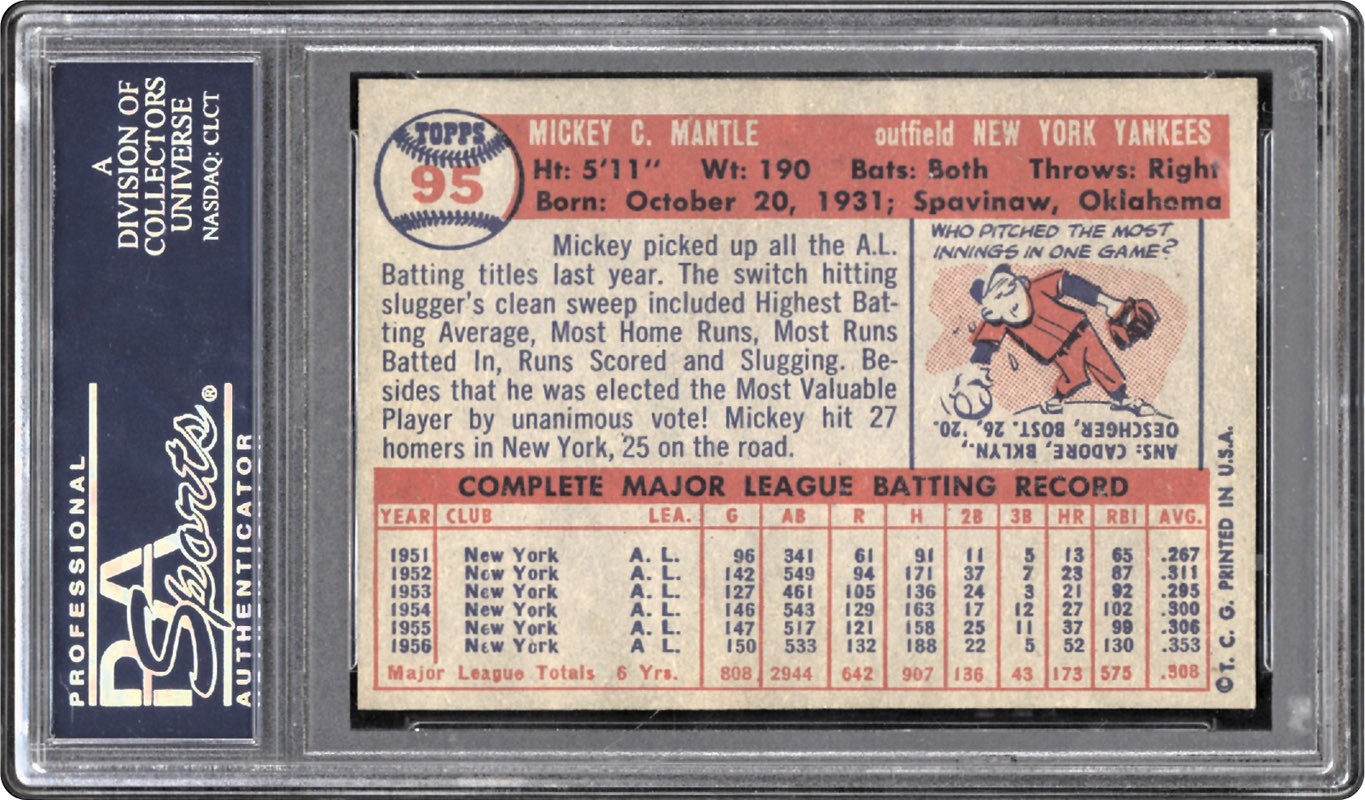 A
DIVISION OF
COLLECTORS
UNIVERSE
NASDAQ: CLCT
PROFESSIONAL
PSA
Sports®
AUTHENTICATOR
TOPPS
95
MICKEY C. MANTLE outfield NEW YORK YANKEES
Ht: 5'11" Wt: 190 Bats: Both Throws: Right
Born: October 20, 1931; Spavinaw, Oklahoma
Mickey picked up all the A.L.
Batting titles last year. The switch hitting
slugger's clean sweep included Highest Bat-
ting Average, Most Home Runs, Most Runs
Batted In, Runs Scored and Slugging. Be-
sides that he was elected the Most Valuable
Player by unanimous vote! Mickey hit 27
homers in New York, 25 on the road.
WHO PITCHED THE MOST
INNINGS IN ONE GAME?
ANS: CADORE, BKLYN.,
OESCHGER, BOST. 26, '20.
COMPLETE MAJOR LEAGUE BATTING RECORD
YEAR CLUB LEA. G AB R H 2B 3B HR RBI AVG.
1951 New York A. L. 96 341 61 91 11 5 13 65 .267
1952 New York A. L. 142 549 94 171 37 7 23 87 .311
1953 New York A. L. 127 461 105 136 24 3 21 92 .295
1954 New York A. L. 146 543 129 163 17 12 27 102 .300
1955 New York A. L. 147 517 121 158 25 11 37 99 .306
1956 New York A L. 150 533 132 188 22 5 52 130 .353
Major League Totals 6 Yrs. 808 2944 642 907 136 43 173 575 .308
© T. C. G. PRINTED IN U.S.A.